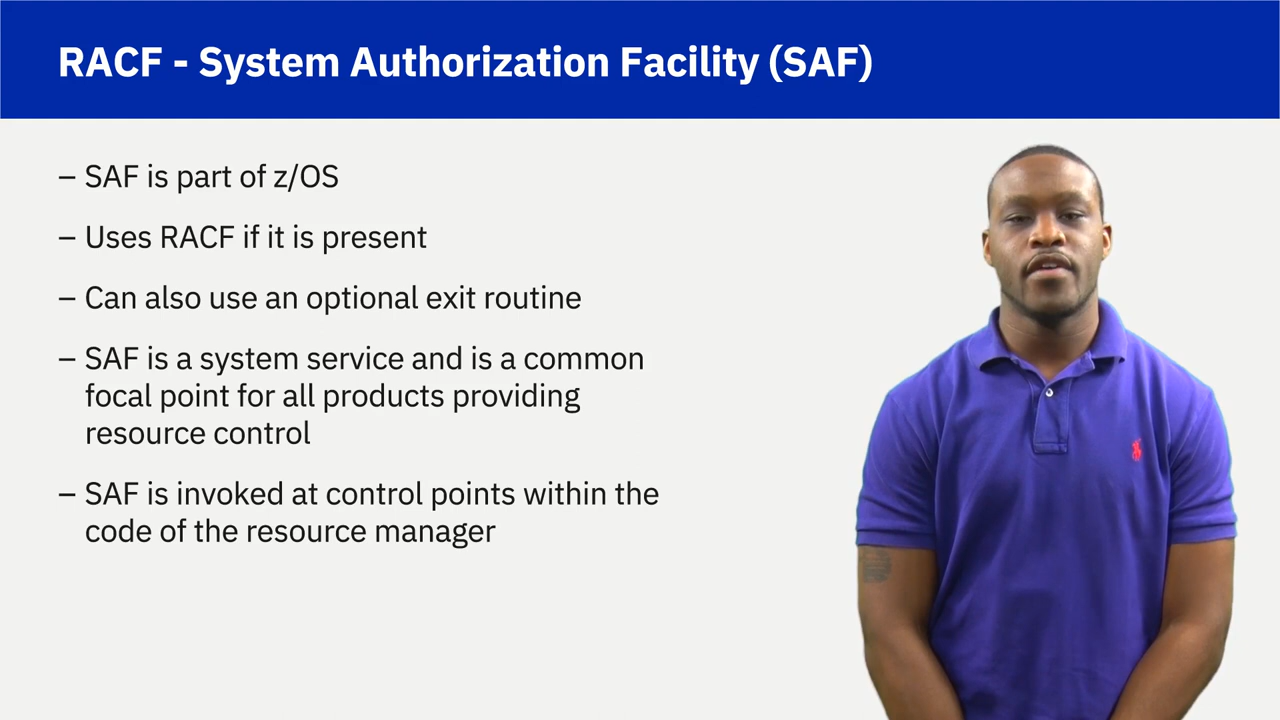 RACF - System Authorization Facility (SAF)
– SAF is part of z/OS
– Uses RACF if it is present
– Can also use an optional exit routine
– SAF is a system service and is a common
focal point for all products providing
resource control
– SAF is invoked at control points within the
code of the resource manager